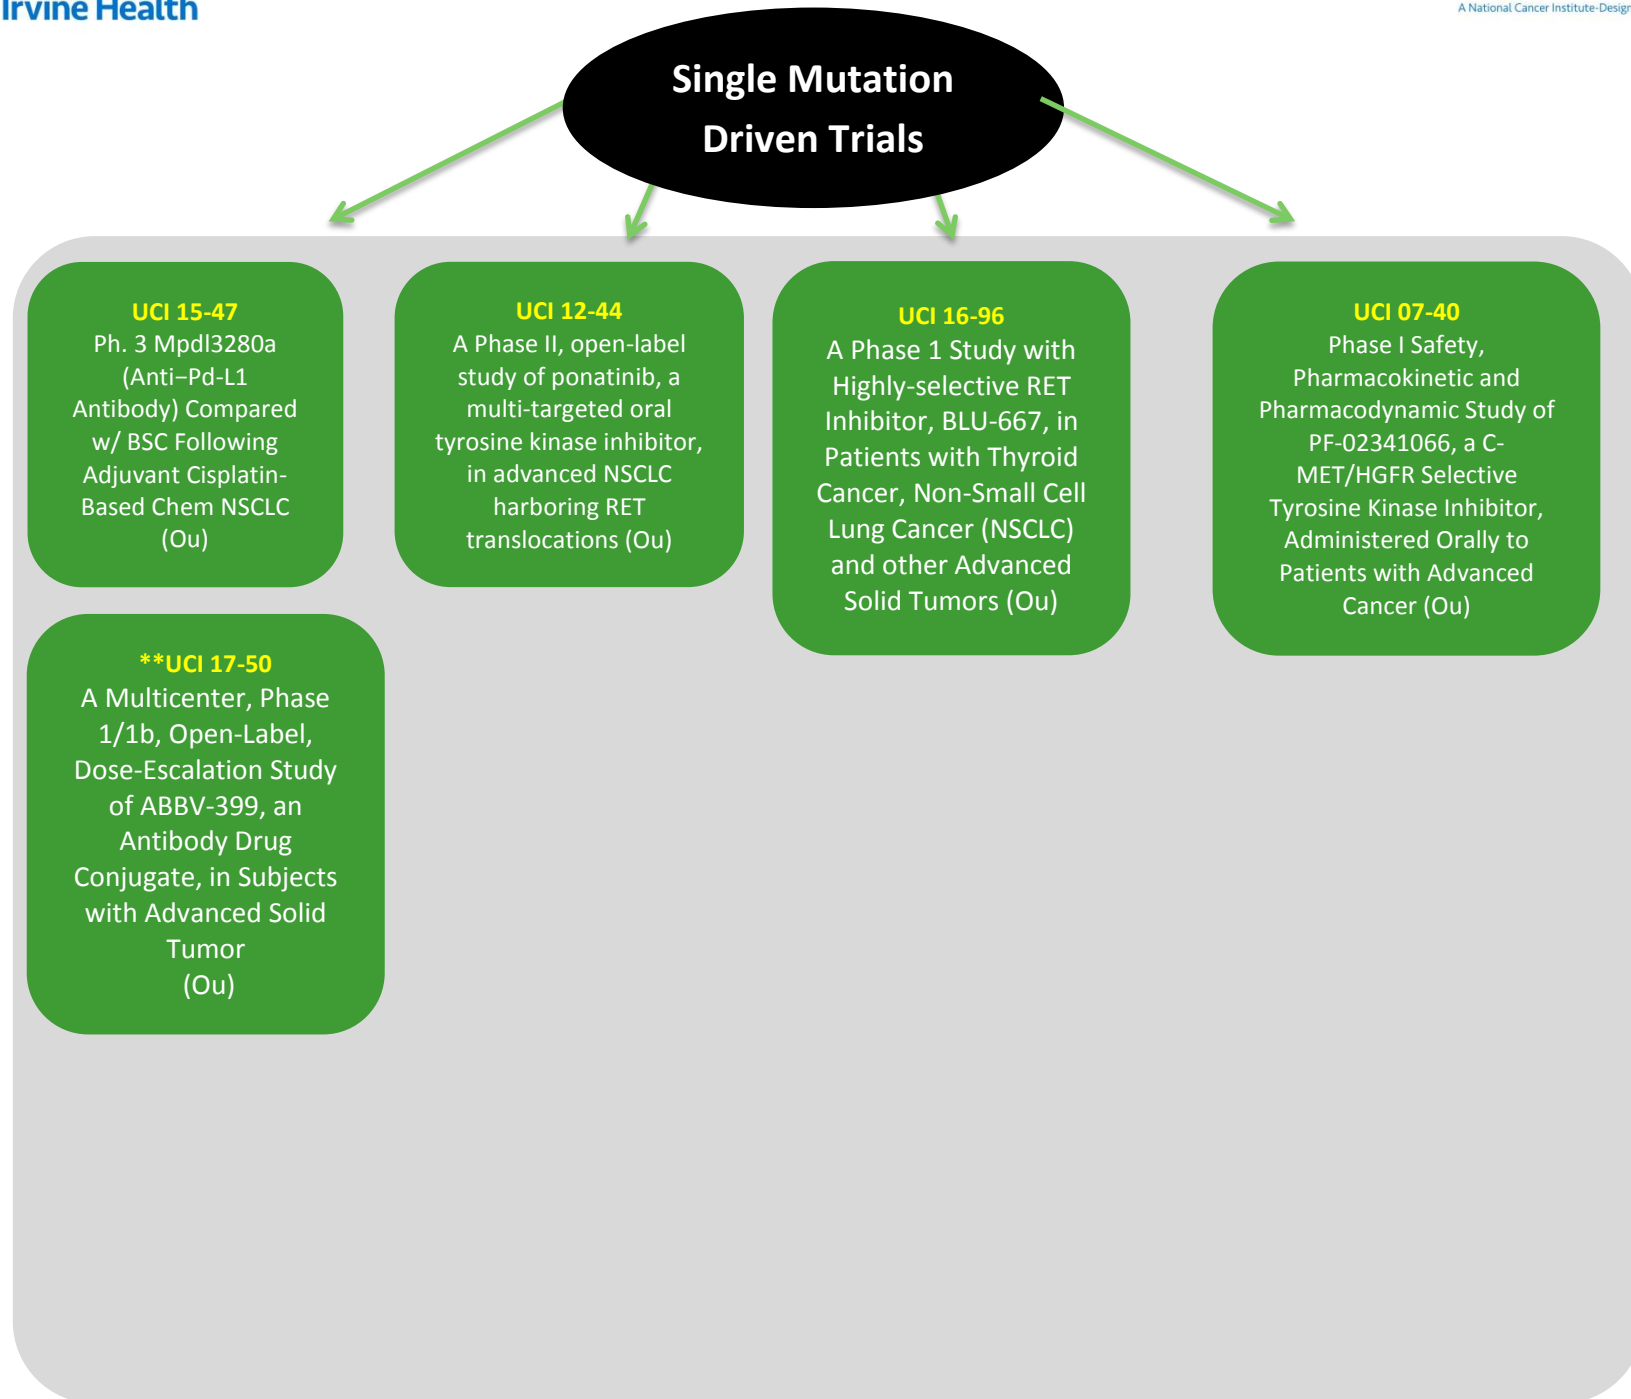 Irvine Health
A National Cancer Institute-Design
Single Mutation
Driven Trials
UCI 15-47
Ph. 3 Mpdl3280a
(Anti−Pd-L1
Antibody) Compared
w/ BSC Following
Adjuvant Cisplatin-
Based Chem NSCLC
(Ou)
UCI 12-44
A Phase II, open-label
study of ponatinib, a
multi-targeted oral
tyrosine kinase inhibitor,
in advanced NSCLC
harboring RET
translocations (Ou)
UCI 16-96
A Phase 1 Study with
Highly-selective RET
Inhibitor, BLU-667, in
Patients with Thyroid
Cancer, Non-Small Cell
Lung Cancer (NSCLC)
and other Advanced
Solid Tumors (Ou)
UCI 07-40
Phase I Safety,
Pharmacokinetic and
Pharmacodynamic Study of
PF-02341066, a C-
MET/HGFR Selective
Tyrosine Kinase Inhibitor,
Administered Orally to
Patients with Advanced
Cancer (Ou)
**UCI 17-50
A Multicenter, Phase
1/1b, Open-Label,
Dose-Escalation Study
of ABBV-399, an
Antibody Drug
Conjugate, in Subjects
with Advanced Solid
Tumor
(Ou)